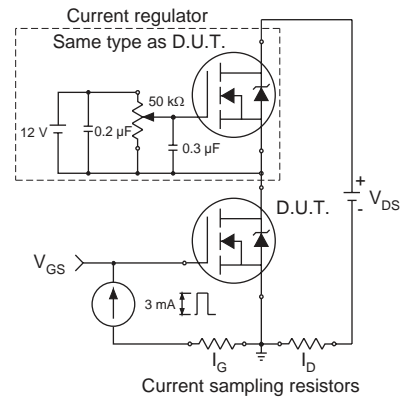 Current regulator
Same type as D.U.T.
50 kΩ
12 V
0.2 µF
0.3 µF
+
V_DS
-
D.U.T.
V_GS
3 mA
I_G
I_D
Current sampling resistors